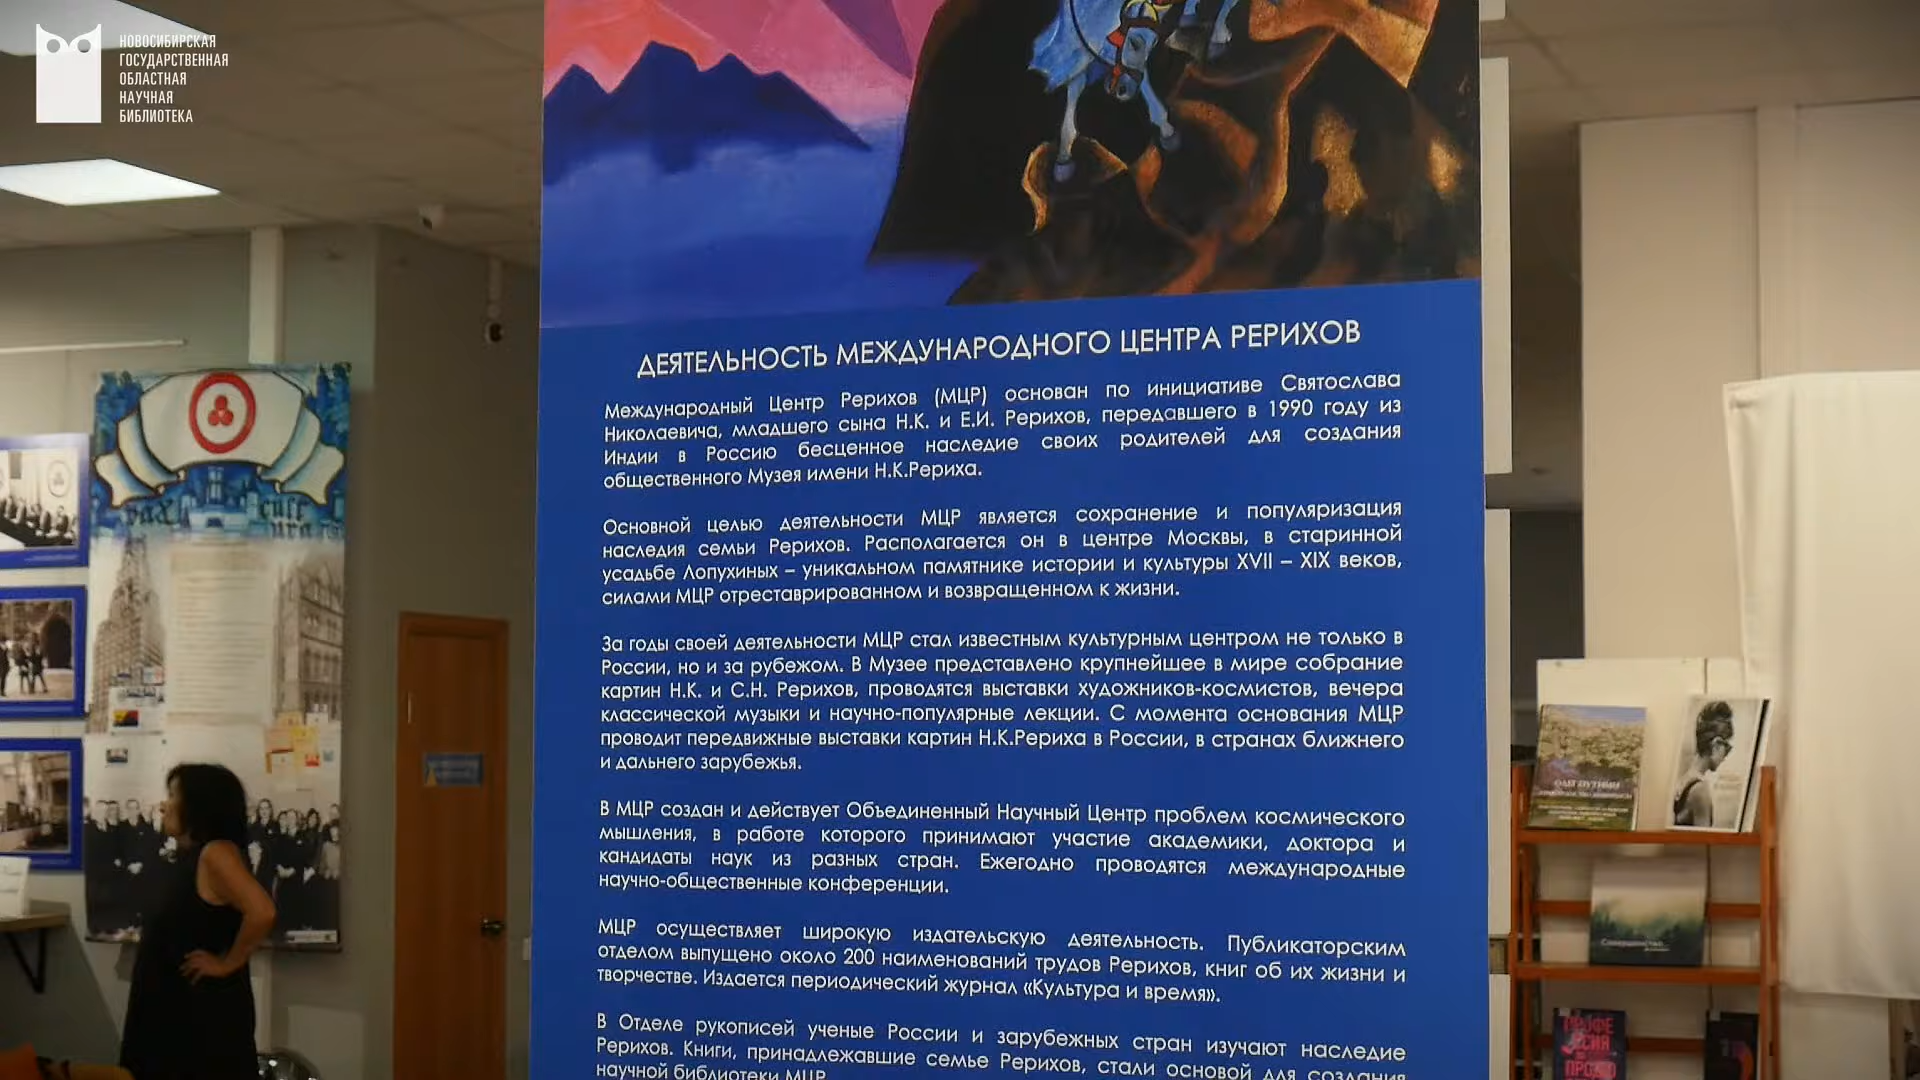 НОВОСИБИРСКАЯ
ГОСУДАРСТВЕННАЯ
ОБЛАСТНАЯ
НАУЧНАЯ
БИБЛИОТЕКА
ДЕЯТЕЛЬНОСТЬ МЕЖДУНАРОДНОГО ЦЕНТРА РЕРИХОВ
Международный Центр Рерихов (МЦР) основан по инициативе Святослава
Николаевича, младшего сына Н.К. и Е.И. Рерихов, передавшего в 1990 году из
Индии в Россию бесценное наследие своих родителей для создания
общественного Музея имени Н.К.Рериха.
Основной целью деятельности МЦР является сохранение и популяризация
наследия семьи Рерихов. Располагается он в центре Москвы, в старинной
усадьбе Лопухиных – уникальном памятнике истории и культуры XVII – XIX веков,
силами МЦР отреставрированном и возвращенном к жизни.
За годы своей деятельности МЦР стал известным культурным центром не только в
России, но и за рубежом. В Музее представлено крупнейшее в мире собрание
картин Н.К. и С.Н. Рерихов, проводятся выставки художников-космистов, вечера
классической музыки и научно-популярные лекции. С момента основания МЦР
проводит передвижные выставки картин Н.К.Рериха в России, в странах ближнего
и дальнего зарубежья.
В МЦР создан и действует Объединенный Научный Центр проблем космического
мышления, в работе которого принимают участие академики, доктора и
кандидаты наук из разных стран. Ежегодно проводятся международные
научно-общественные конференции.
МЦР осуществляет широкую издательскую деятельность. Публикаторским
отделом выпущено около 200 наименований трудов Рерихов, книг об их жизни и
творчестве. Издается периодический журнал «Культура и время».
В Отделе рукописей ученые России и зарубежных стран изучают наследие
Рерихов. Книги, принадлежавшие семье Рерихов, стали основой для создания
научной библиотеки МЦР
pax
Совершенство
ПРОФЕ
ССИЯ